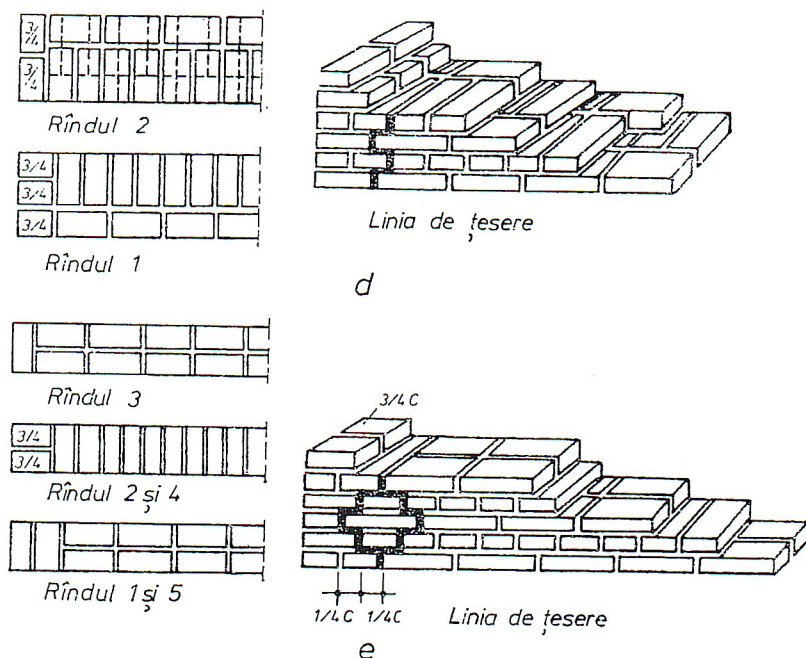 3/4
3/4
Rîndul 2
3/4
3/4
3/4
Rîndul 1
Linia de țesere
d
Rîndul 3
3/4
3/4
Rîndul 2 și 4
Rîndul 1 și 5
3/4 C
1/4 C 1/4 C
Linia de țesere
e